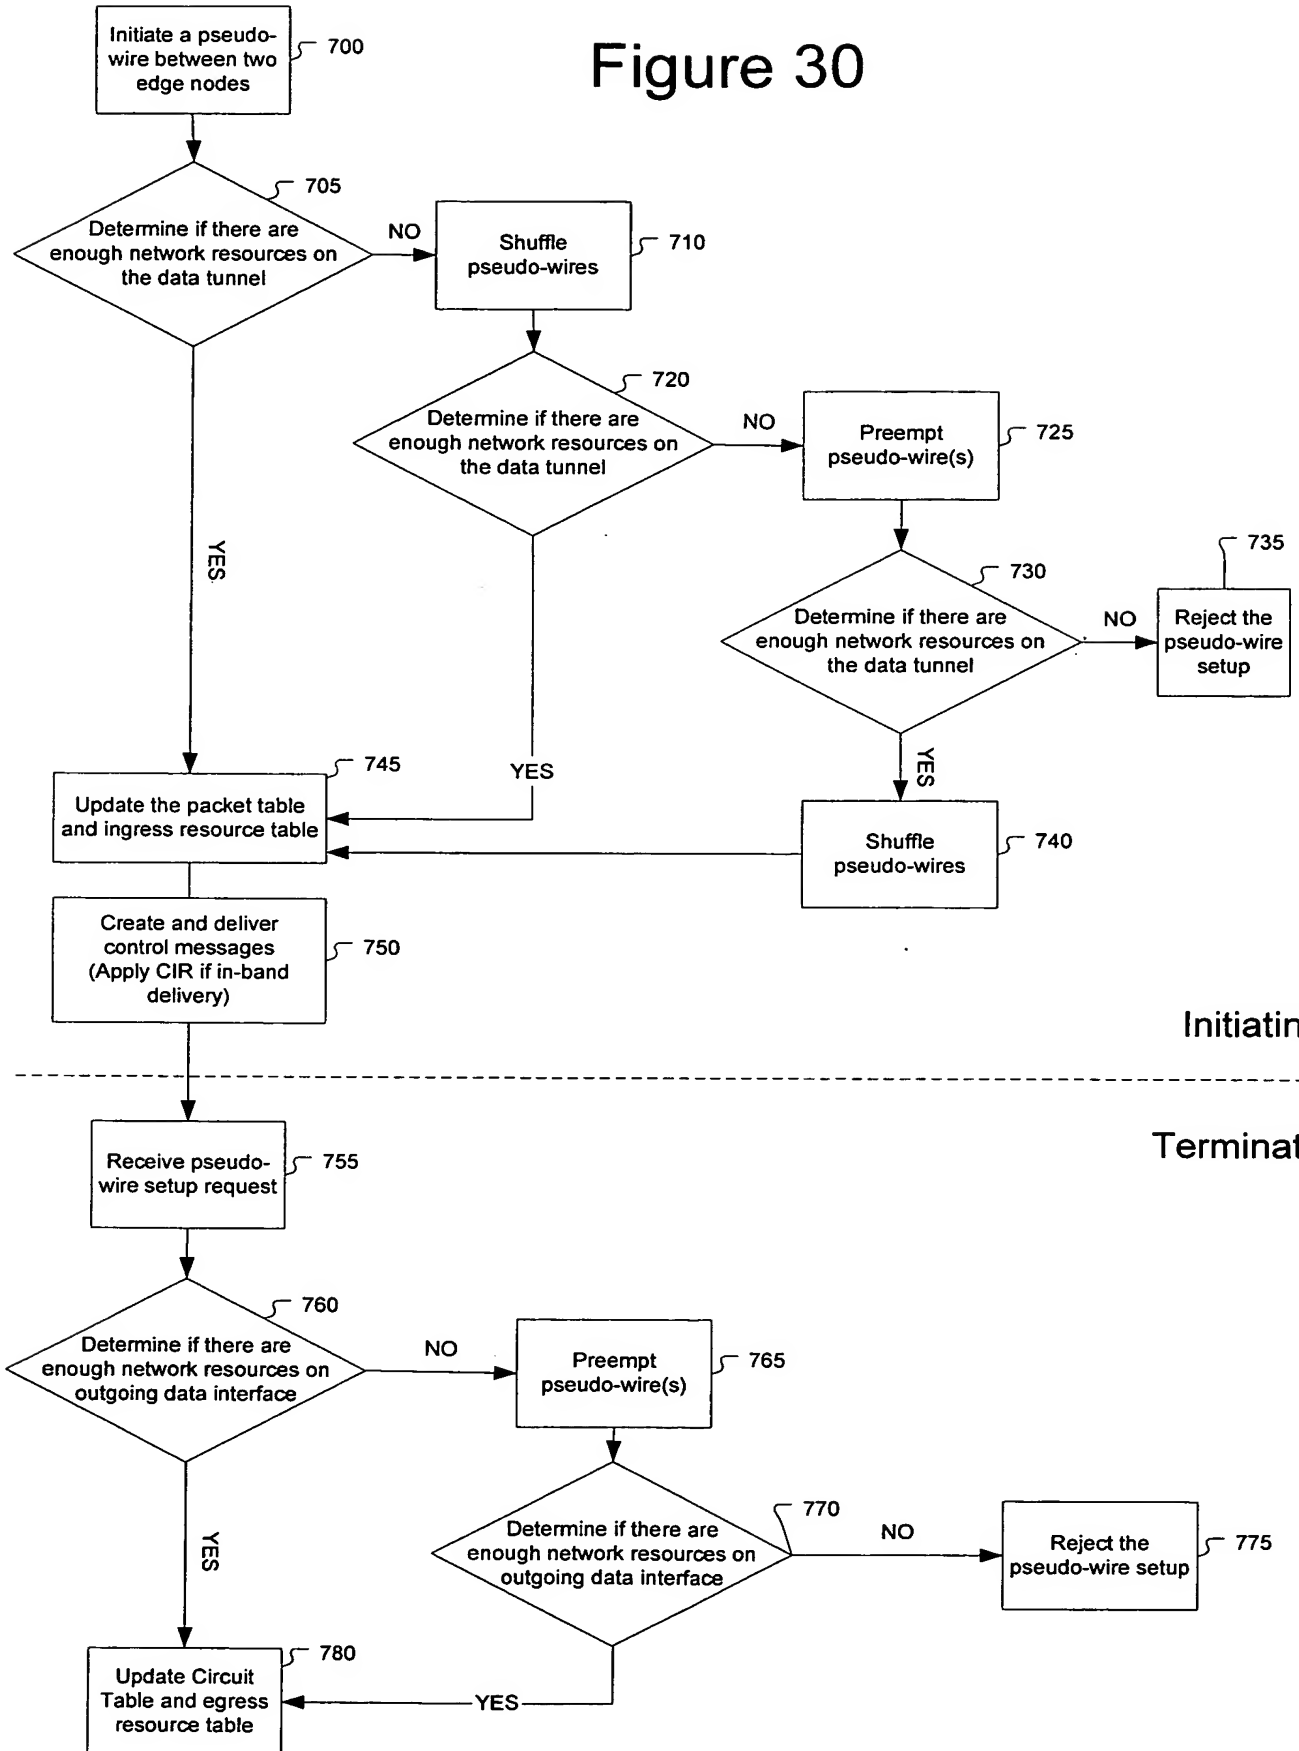 Figure 30
Initiate a pseudo-
wire between two
edge nodes
700
705
Determine if there are
enough network resources on
the data tunnel
NO
Shuffle
pseudo-wires
710
720
Determine if there are
enough network resources on
the data tunnel
NO
Preempt
pseudo-wire(s)
725
YES
730
Determine if there are
enough network resources on
the data tunnel
NO
735
Reject the
pseudo-wire
setup
YES
YES
745
Update the packet table
and ingress resource table
Shuffle
pseudo-wires
740
Create and deliver
control messages
(Apply CIR if in-band
delivery)
750
Initiatin
Terminat
Receive pseudo-
wire setup request
755
760
Determine if there are
enough network resources on
outgoing data interface
NO
Preempt
pseudo-wire(s)
765
YES
770
Determine if there are
enough network resources on
outgoing data interface
NO
Reject the
pseudo-wire setup
775
780
Update Circuit
Table and egress
resource table
YES